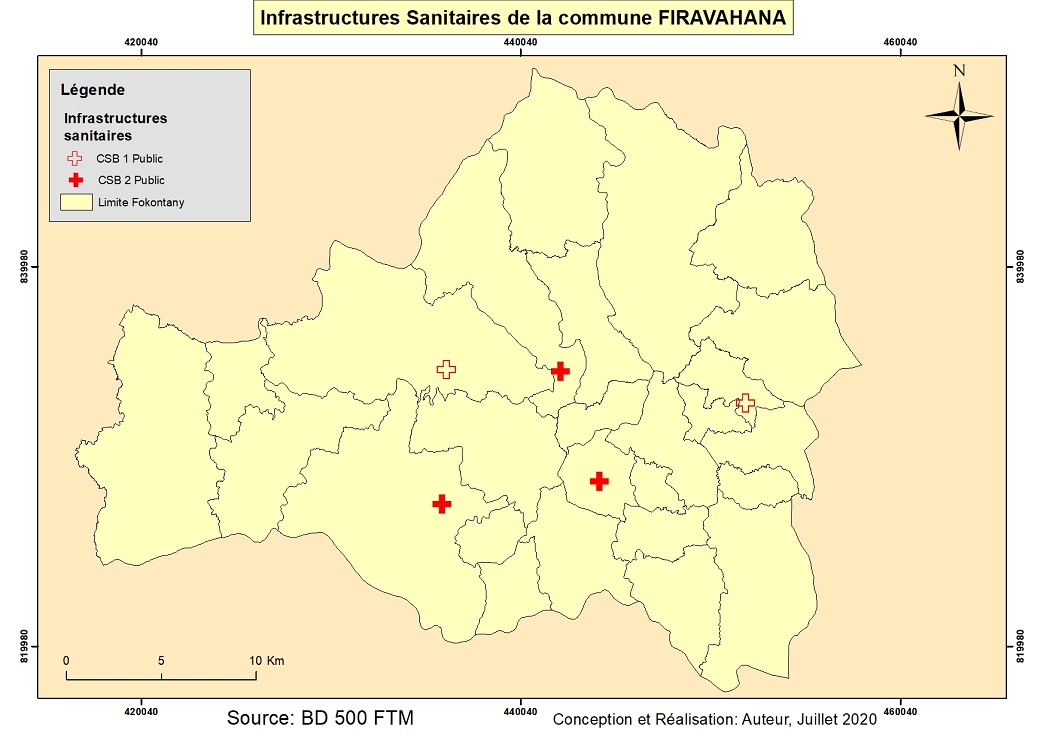 Infrastructures Sanitaires de la commune FIRAVAHANA
420040
440040
460040
Légende
Infrastructures
sanitaires
CSB 1 Public
CSB 2 Public
Limite Fokontany
N
839980
839980
819980
819980
0 5 10 Km
420040
440040
460040
Source: BD 500 FTM
Conception et Réalisation: Auteur, Juillet 2020